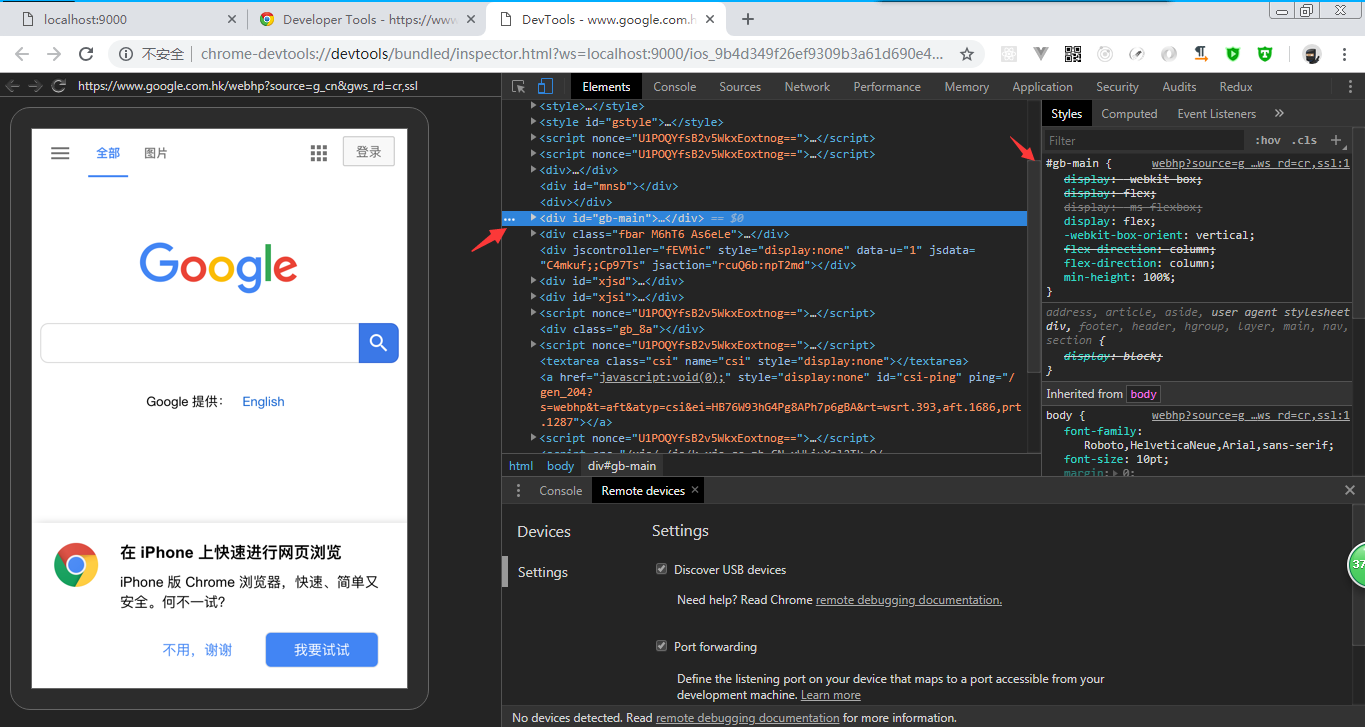 localhost:9000
Developer Tools - https://www
DevTools - www.google.com.h
不安全
chrome-devtools://devtools/bundled/inspector.html?ws=localhost:9000/ios_9b4d349f26ef9309b3a61d690e4...
https://www.google.com.hk/webhp?source=g_cn&gws_rd=cr,ssl
全部
图片
登录
Google
Google 提供：
English
在 iPhone 上快速进行网页浏览
iPhone 版 Chrome 浏览器，快速、简单又
安全。何不一试?
不用，谢谢
我要试试
Elements
Console
Sources
Network
Performance
Memory
Application
Security
Audits
Redux
<style>…</style>
<style id="gstyle">…</style>
<script nonce="U1POQYfsB2v5WkxEoxtnog==">…</script>
<script nonce="U1POQYfsB2v5WkxEoxtnog==">…</script>
<div>…</div>
<div id="mnsb"></div>
<div></div>
… <div id="gb-main">…</div> == $0
<div class="fbar M6hT6 As6eLe">…</div>
<div jscontroller="fEVMic" style="display:none" data-u="1" jsdata=
"C4mkuf;;Cp97Ts" jsaction="rcuQ6b:npT2md"></div>
<div id="xjsd">…</div>
<div id="xjsi">…</div>
<script nonce="U1POQYfsB2v5WkxEoxtnog==">…</script>
<div class="gb_8a"></div>
<script nonce="U1POQYfsB2v5WkxEoxtnog==">…</script>
<textarea class="csi" name="csi" style="display:none"></textarea>
<a href="javascript:void(0);" style="display:none" id="csi-ping" ping="/
gen_204?
s=webhp&t=aft&atyp=csi&ei=HB76W93hG4Pg8APh7p6gBA&rt=wsrt.393,aft.1686,prt
.1287"></a>
<script nonce="U1POQYfsB2v5WkxEoxtnog==">…</script>
html
body
div#gb-main
Styles
Computed
Event Listeners
»
Filter
:hov
.cls
+
#gb-main {
webhp?source=g …ws rd=cr,ssl:1
display: -webkit-box;
display: flex;
display: -ms-flexbox;
display: flex;
-webkit-box-orient: vertical;
flex-direction: column;
flex-direction: column;
min-height: 100%;
}
address, article, aside, user agent stylesheet
div, footer, header, hgroup, layer, main, nav,
section {
display: block;
}
Inherited from body
body {
webhp?source=g …ws rd=cr,ssl:1
font-family:
Roboto,HelveticaNeue,Arial,sans-serif;
font-size: 10pt;
margin: 0;
Console
Remote devices
Devices
Settings
Settings
Discover USB devices
Need help? Read Chrome remote debugging documentation.
Port forwarding
Define the listening port on your device that maps to a port accessible from your
development machine. Learn more
No devices detected. Read remote debugging documentation for more information.
37